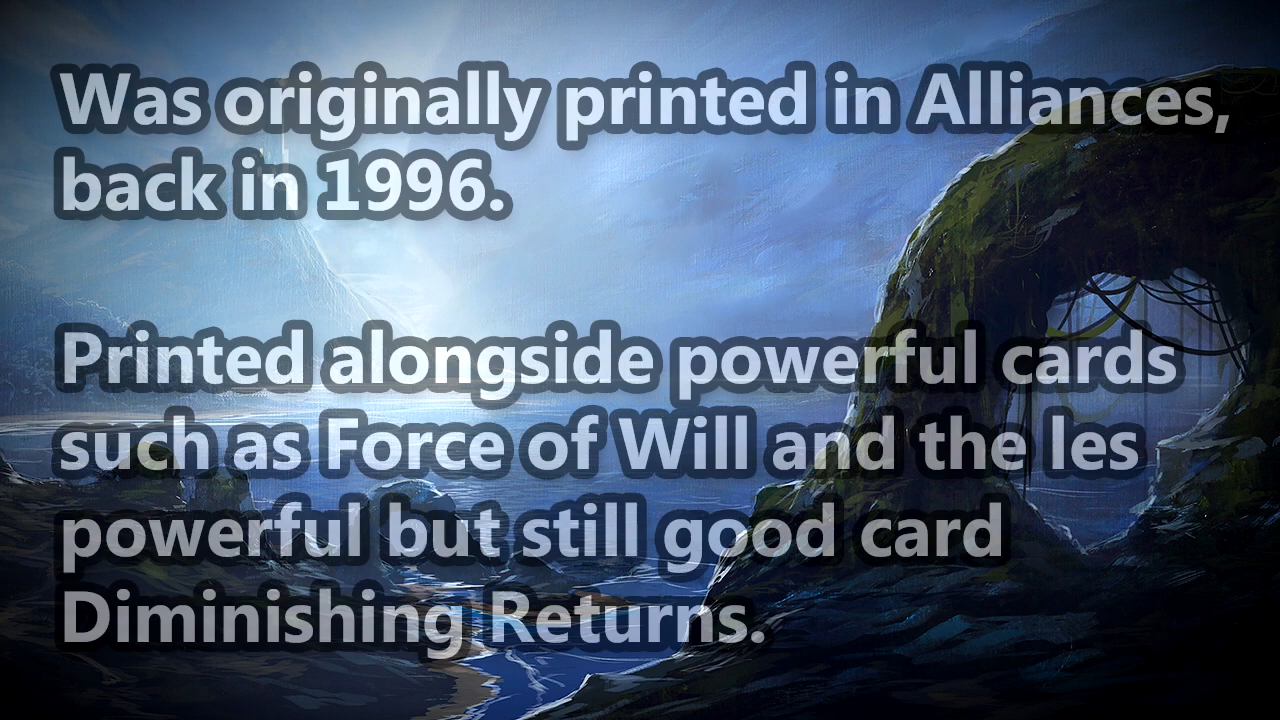 Was originally printed in Alliances,
back in 1996.
Printed alongside powerful cards
such as Force of Will and the les
powerful but still good card
Diminishing Returns.